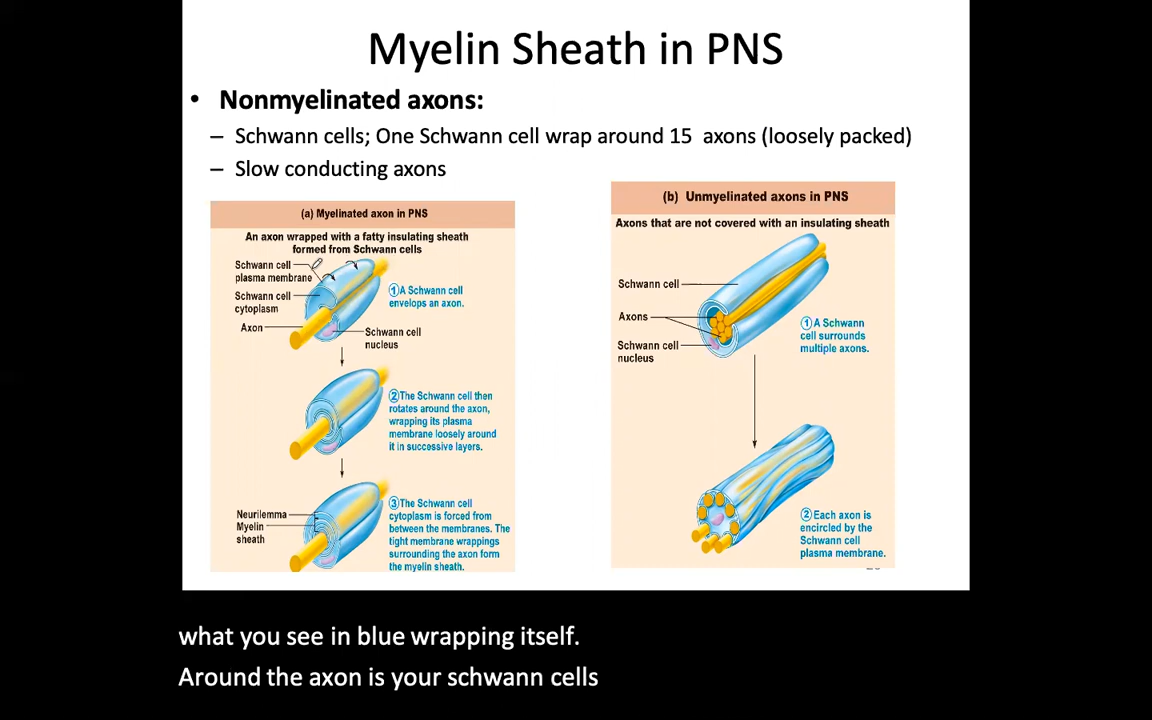 Myelin Sheath in PNS
• Nonmyelinated axons:
– Schwann cells; One Schwann cell wrap around 15 axons (loosely packed)
– Slow conducting axons
(a) Myelinated axon in PNS
An axon wrapped with a fatty insulating sheath
formed from Schwann cells
Schwann cell
plasma membrane
Schwann cell
cytoplasm
Axon
① A Schwann cell
envelops an axon.
Schwann cell
nucleus
② The Schwann cell then
rotates around the axon,
wrapping its plasma
membrane loosely around
it in successive layers.
Neurilemma
Myelin
sheath
③ The Schwann cell
cytoplasm is forced from
between the membranes. The
tight membrane wrappings
surrounding the axon form
the myelin sheath.
(b) Unmyelinated axons in PNS
Axons that are not covered with an insulating sheath
Schwann cell
Axons
Schwann cell
nucleus
① A Schwann
cell surrounds
multiple axons.
② Each axon is
encircled by the
Schwann cell
plasma membrane.
what you see in blue wrapping itself.
Around the axon is your schwann cells